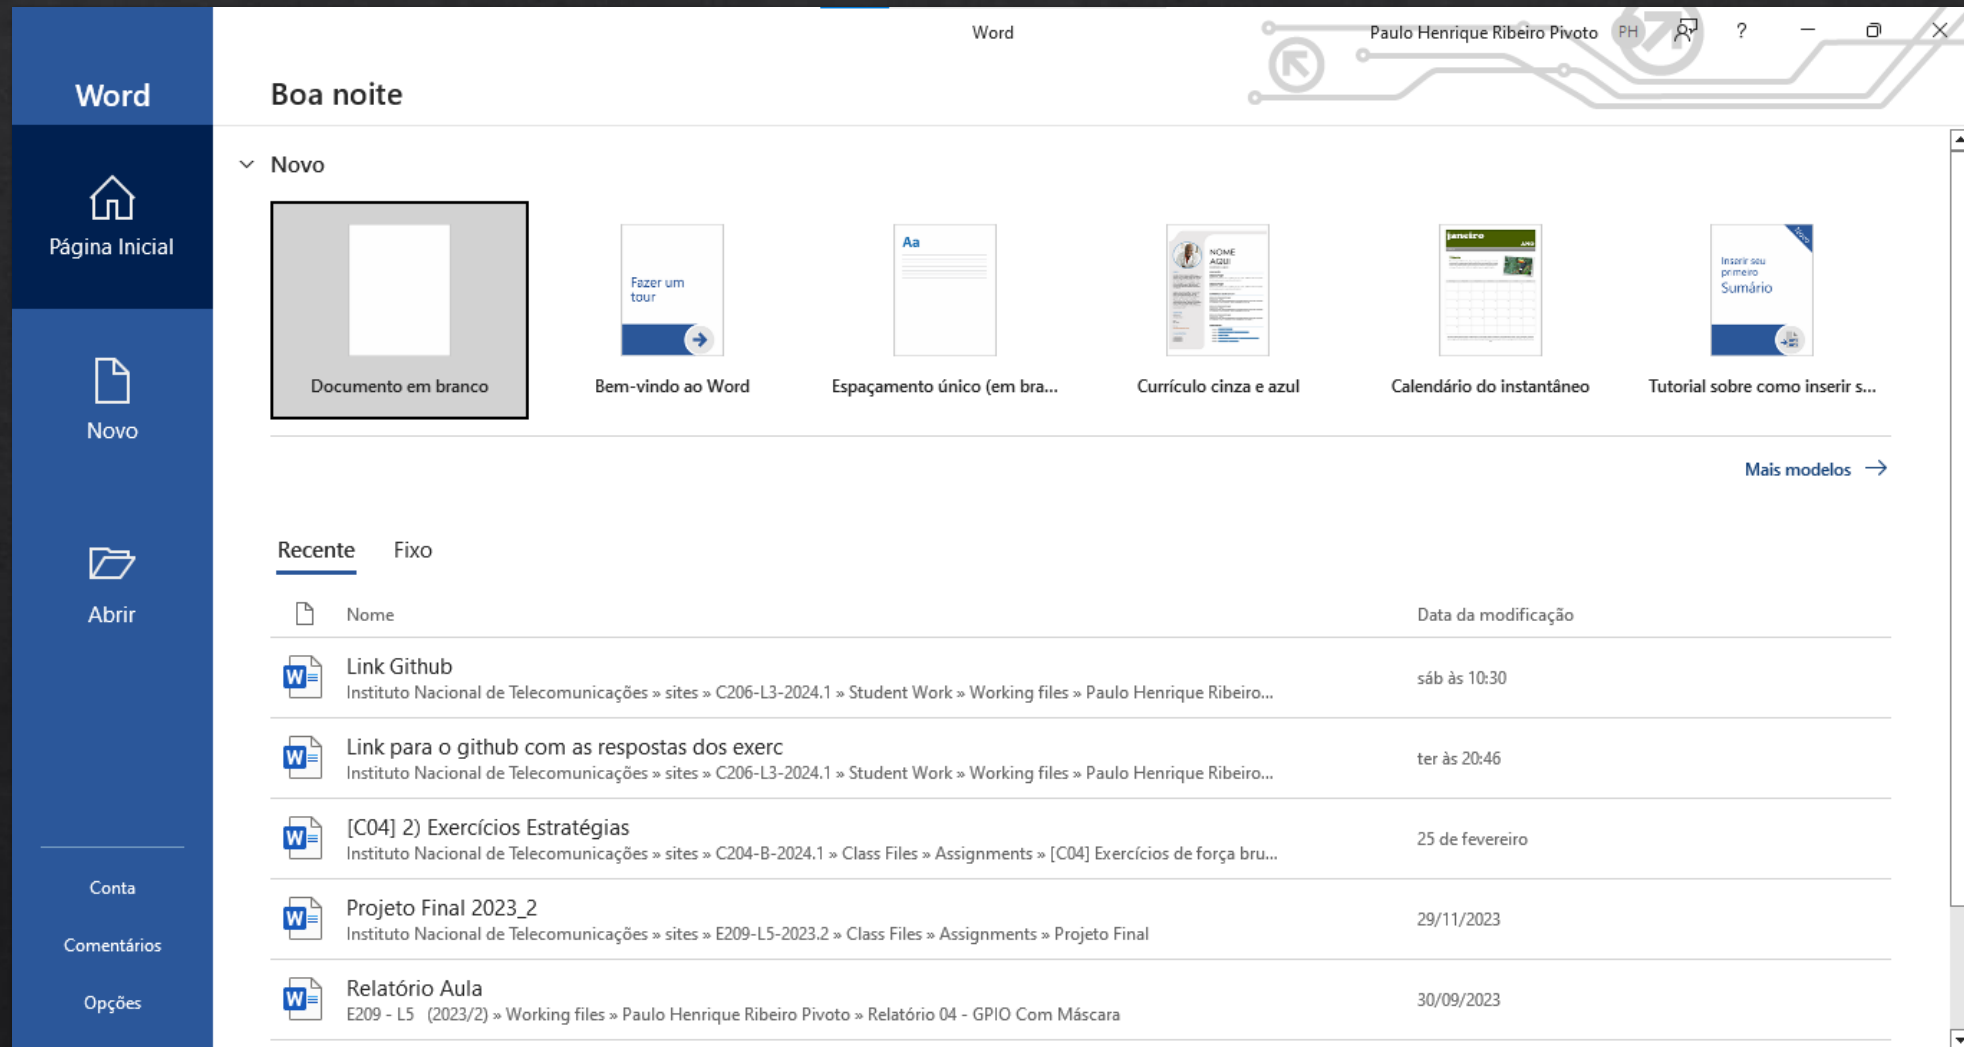 Word
Paulo Henrique Ribeiro Pivoto
PH
?
Word
Boa noite
Página Inicial
Novo
Abrir
Conta
Comentários
Opções
Novo
Documento em branco
Fazer um
tour
Bem-vindo ao Word
Aa
Espaçamento único (em bra...
NOME
AQUI
Currículo cinza e azul
janeiro
ANO
Calendário do instantâneo
Novo
Inserir seu
primeiro
Sumário
Tutorial sobre como inserir s...
Mais modelos
Recente
Fixo
Nome
Data da modificação
Link Github
Instituto Nacional de Telecomunicações » sites » C206-L3-2024.1 » Student Work » Working files » Paulo Henrique Ribeiro...
sáb às 10:30
Link para o github com as respostas dos exerc
Instituto Nacional de Telecomunicações » sites » C206-L3-2024.1 » Student Work » Working files » Paulo Henrique Ribeiro...
ter às 20:46
[C04] 2) Exercícios Estratégias
Instituto Nacional de Telecomunicações » sites » C204-B-2024.1 » Class Files » Assignments » [C04] Exercícios de força bru...
25 de fevereiro
Projeto Final 2023_2
Instituto Nacional de Telecomunicações » sites » E209-L5-2023.2 » Class Files » Assignments » Projeto Final
29/11/2023
Relatório Aula
E209 - L5 (2023/2) » Working files » Paulo Henrique Ribeiro Pivoto » Relatório 04 - GPIO Com Máscara
30/09/2023